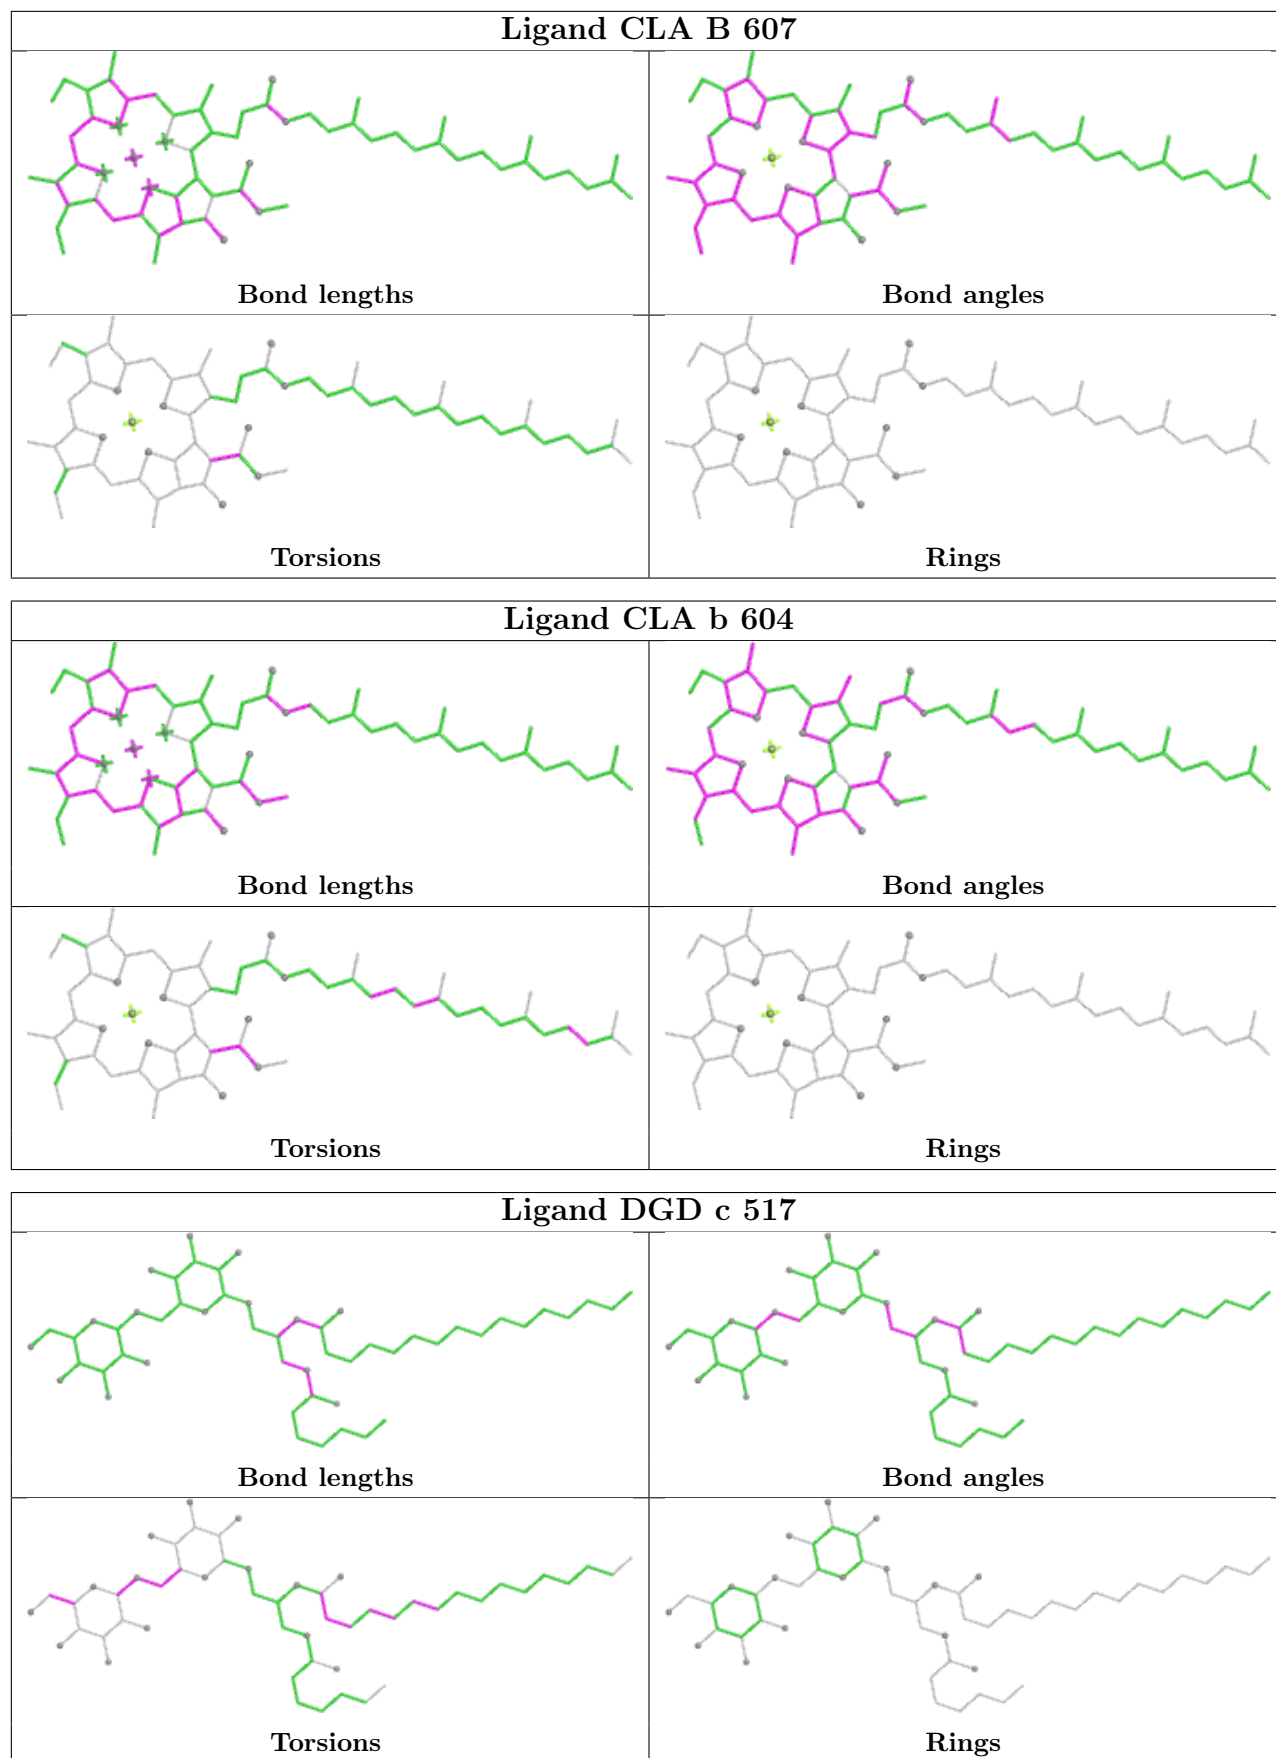 Ligand CLA B 607
Bond lengths
Bond angles
Torsions
Rings
Ligand CLA b 604
Bond lengths
Bond angles
Torsions
Rings
Ligand DGD c 517
Bond lengths
Bond angles
Torsions
Rings